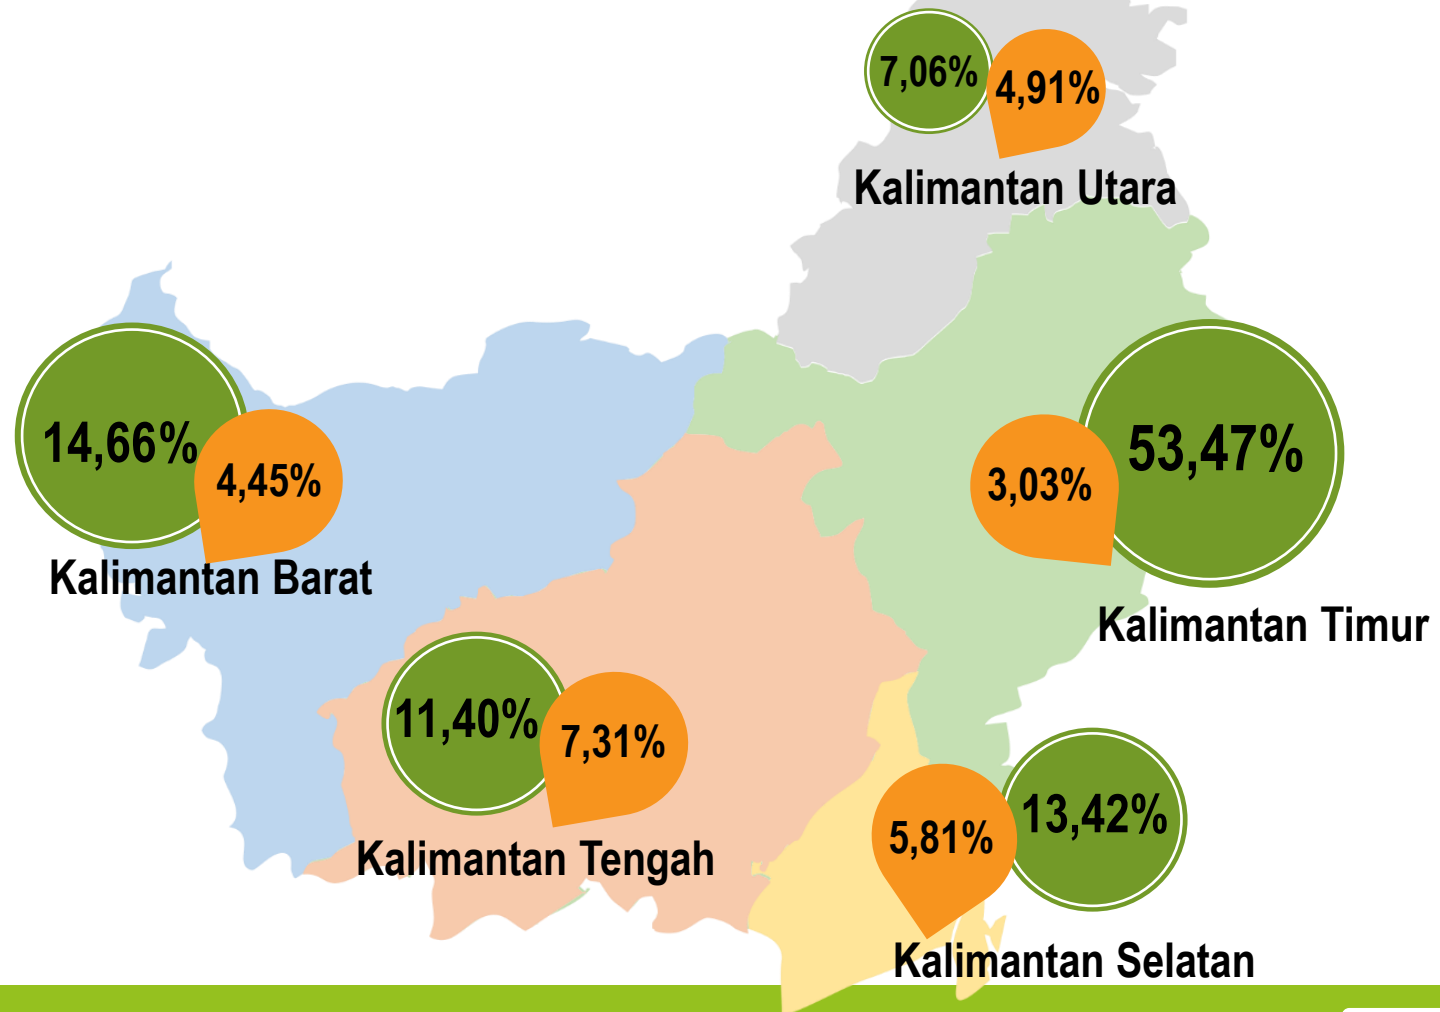 7,06%
4,91%
Kalimantan Utara
14,66%
4,45%
Kalimantan Barat
3,03%
53,47%
Kalimantan Timur
11,40%
7,31%
Kalimantan Tengah
5,81%
13,42%
Kalimantan Selatan